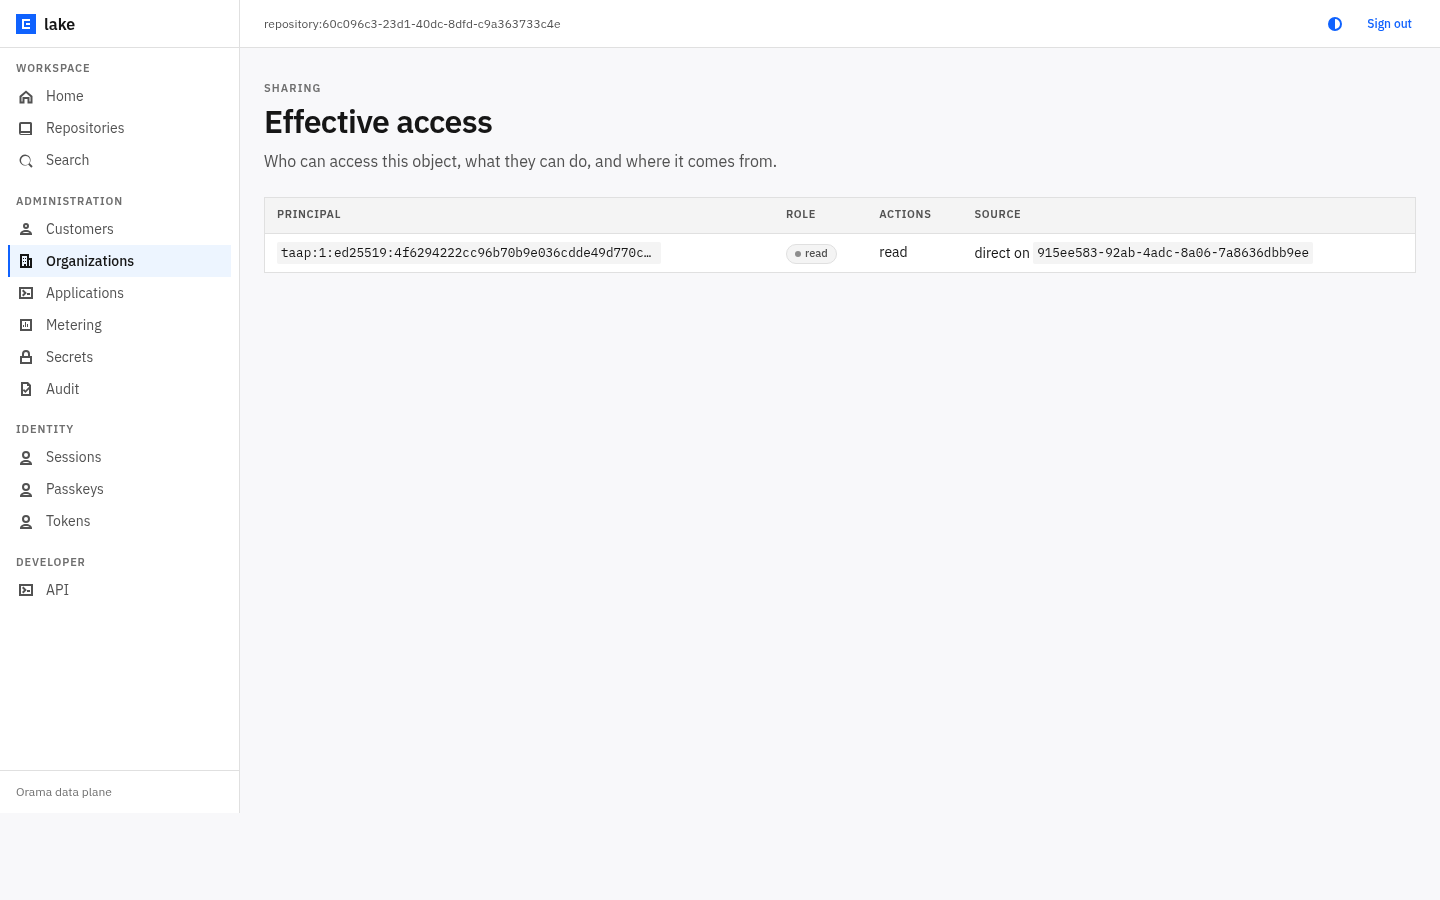 lake
repository:60c096c3-23d1-40dc-8dfd-c9a363733c4e
Sign out
WORKSPACE
Home
Repositories
Search
ADMINISTRATION
Customers
Organizations
Applications
Metering
Secrets
Audit
IDENTITY
Sessions
Passkeys
Tokens
DEVELOPER
API
Orama data plane
SHARING
Effective access
Who can access this object, what they can do, and where it comes from.
PRINCIPAL ROLE ACTIONS SOURCE
taap:1:ed25519:4f6294222cc96b70b9e036cdde49d770c… read read direct on 915ee583-92ab-4adc-8a06-7a8636dbb9ee